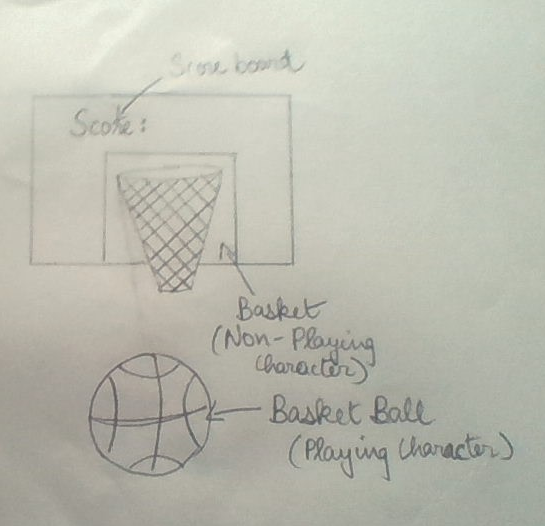 Score board
Score:
Basket
(Non-Playing
Character)
Basket Ball
(Playing Character)